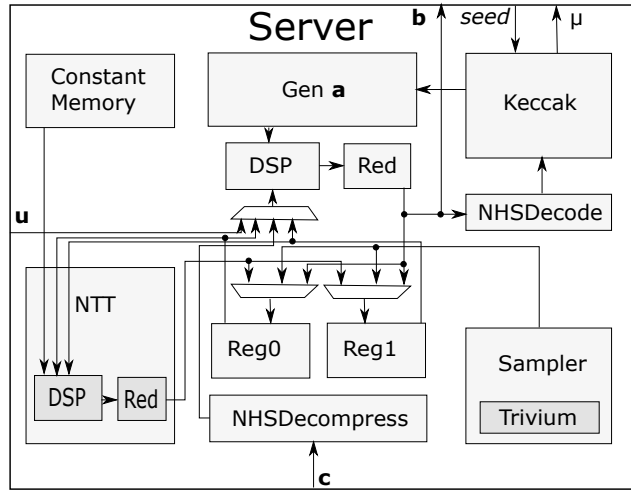 b
seed
μ
Server
Constant
Memory
Gen a
Keccak
DSP
Red
NHSDecode
u
NTT
Reg0
Reg1
Sampler
DSP
Red
NHSDecompress
Trivium
c